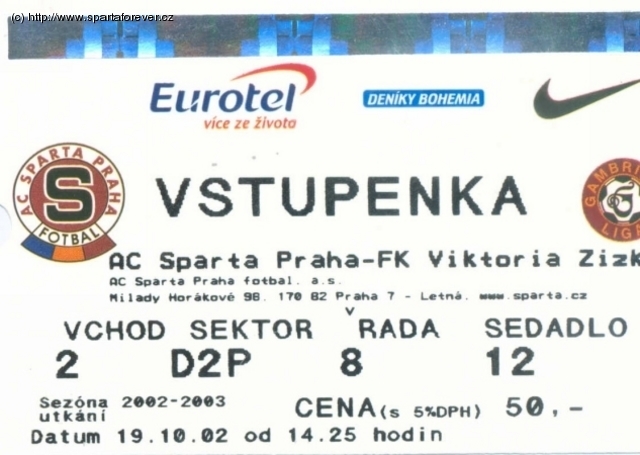 (c) http://www.spartaforever.cz
Eurotel
více ze života
DENÍKY BOHEMIA
AC SPARTA PRAHA
S
FOTBAL
VSTUPENKA
GAMBRI
LIGA
AC Sparta Praha-FK Viktoria Zizk
AC Sparta Praha fotbal. a.s.
Milady Horákové 98. 170 82 Praha 7 - Letná. www.sparta.cz
VCHOD SEKTOR ŘADA SEDADLO
2 D2P 8 12
Sezóna 2002-2003
utkání
CENA(s 5%DPH) 50,-
Datum 19.10.02 od 14.25 hodin